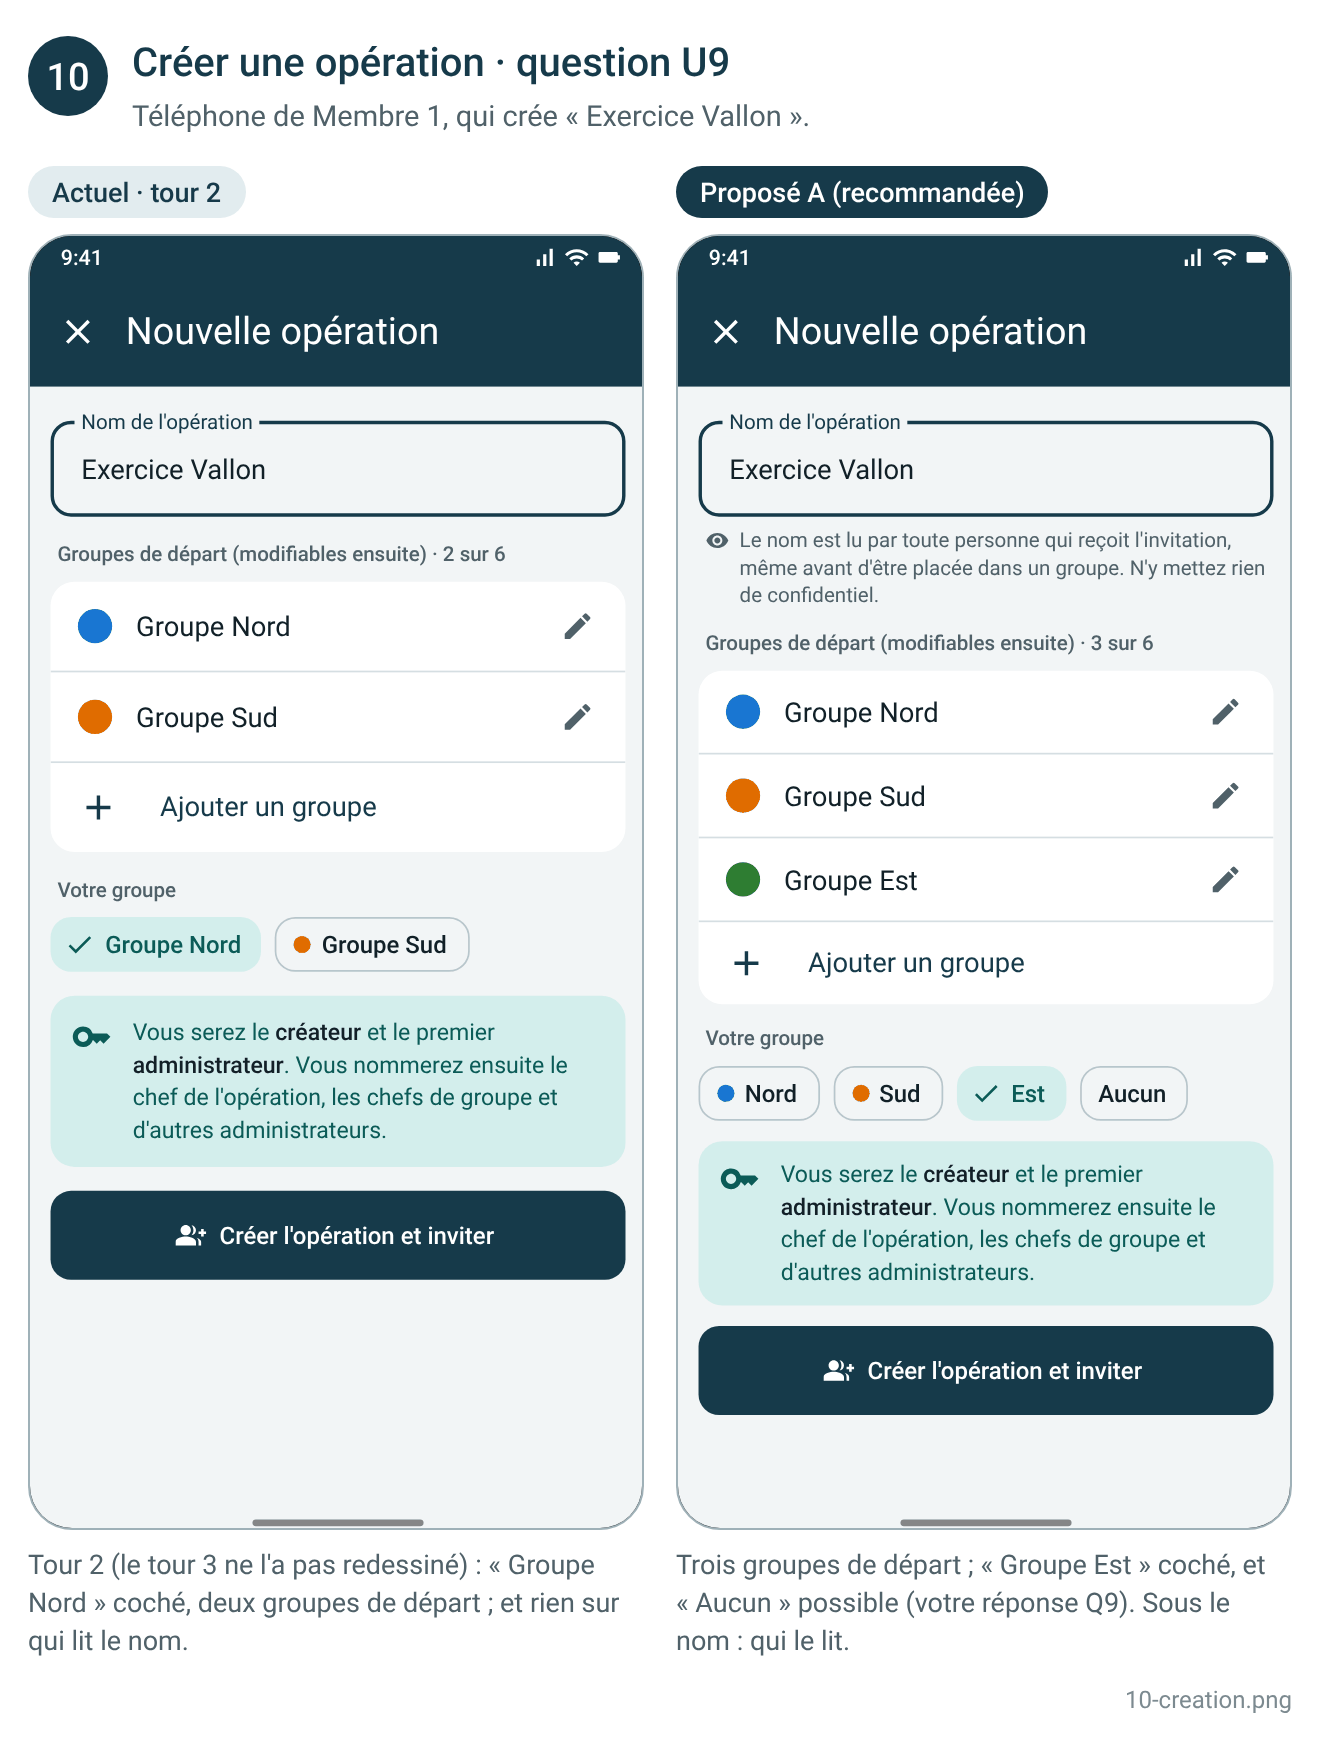 10
Créer une opération · question U9
Téléphone de Membre 1, qui crée « Exercice Vallon ».
Actuel · tour 2
9:41
Nouvelle opération
Nom de l'opération
Exercice Vallon
Groupes de départ (modifiables ensuite) · 2 sur 6
Groupe Nord
Groupe Sud
Ajouter un groupe
Votre groupe
Groupe Nord
Groupe Sud
Vous serez le créateur et le premier
administrateur. Vous nommerez ensuite le
chef de l'opération, les chefs de groupe et
d'autres administrateurs.
Créer l'opération et inviter
Tour 2 (le tour 3 ne l'a pas redessiné) : « Groupe
Nord » coché, deux groupes de départ ; et rien sur
qui lit le nom.
Proposé A (recommandée)
9:41
Nouvelle opération
Nom de l'opération
Exercice Vallon
Le nom est lu par toute personne qui reçoit l'invitation,
même avant d'être placée dans un groupe. N'y mettez rien
de confidentiel.
Groupes de départ (modifiables ensuite) · 3 sur 6
Groupe Nord
Groupe Sud
Groupe Est
Ajouter un groupe
Votre groupe
Nord
Sud
Est
Aucun
Vous serez le créateur et le premier
administrateur. Vous nommerez ensuite le
chef de l'opération, les chefs de groupe et
d'autres administrateurs.
Créer l'opération et inviter
Trois groupes de départ ; « Groupe Est » coché, et
« Aucun » possible (votre réponse Q9). Sous le
nom : qui le lit.
10-creation.png